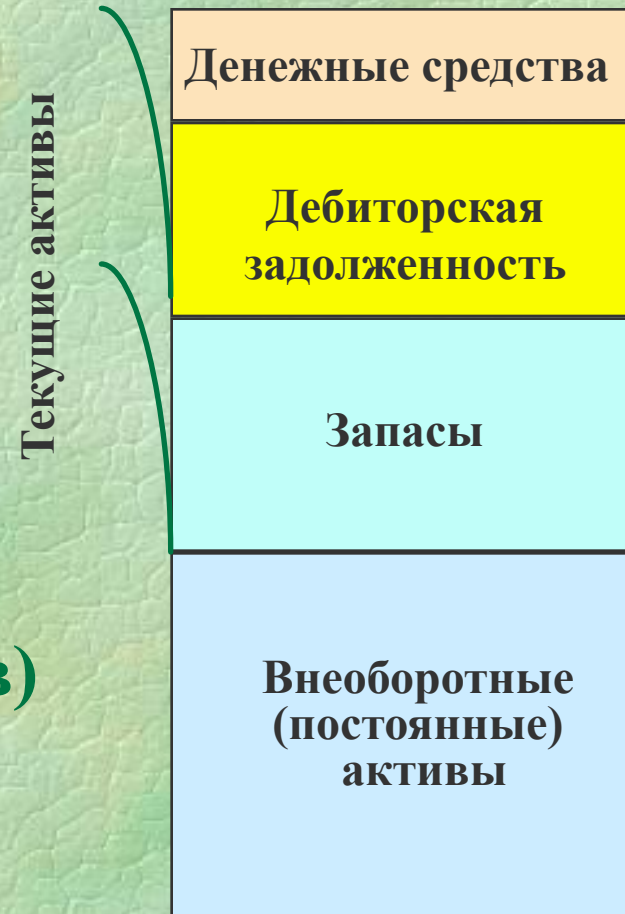 Текущие активы
Денежные средства
Дебиторская
задолженность
Запасы
Внеоборотные
(постоянные)
активы
в)